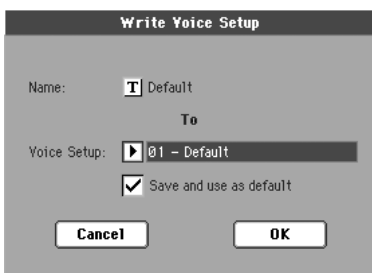 Write Voice Setup
Name: T Default
To
Voice Setup: 01 - Default
Save and use as default
Cancel OK